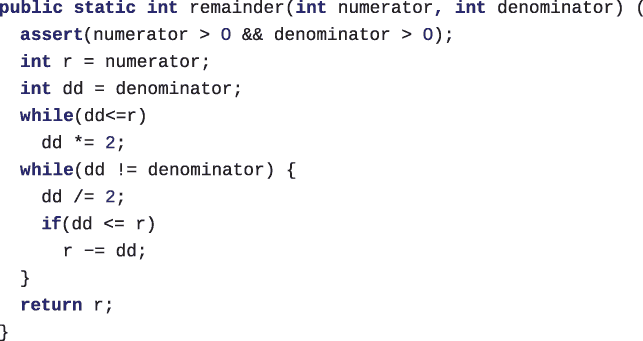 public static int remainder(int numerator, int denominator) {
  assert(numerator > 0 && denominator > 0);
  int r = numerator;
  int dd = denominator;
  while(dd<=r)
    dd *= 2;
  while(dd != denominator) {
    dd /= 2;
    if(dd <= r)
      r -= dd;
  }
  return r;
}